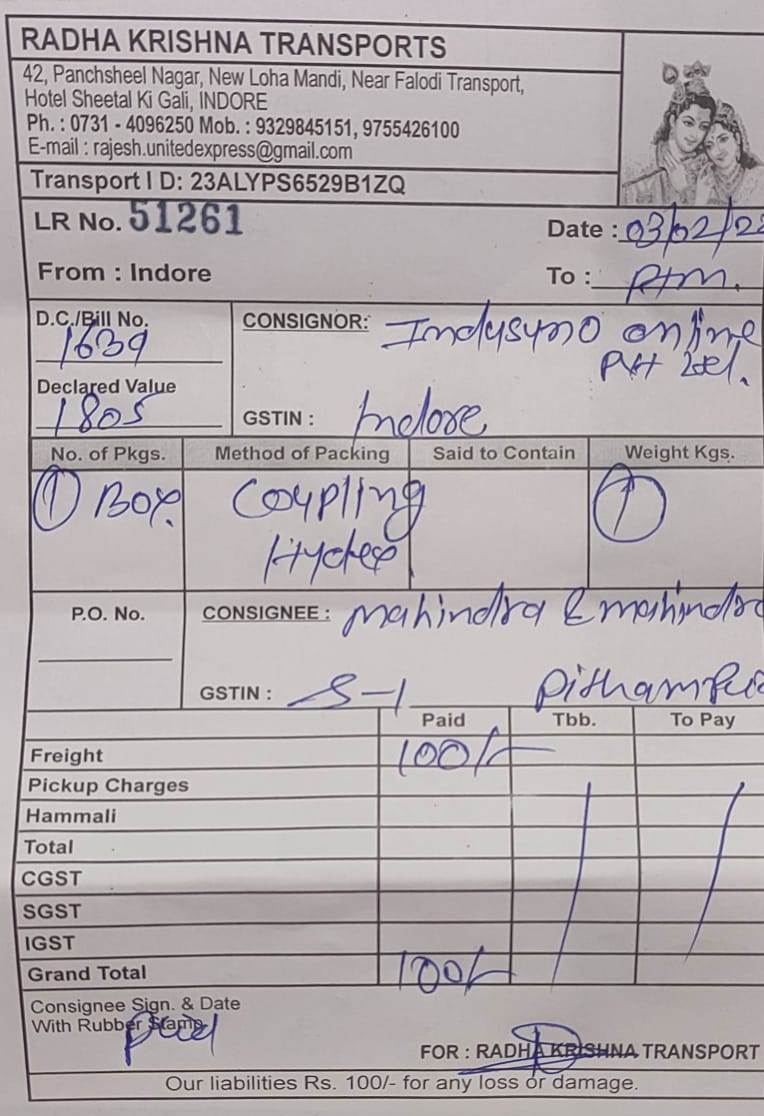 RADHA KRISHNA TRANSPORTS
42, Panchsheel Nagar, New Loha Mandi, Near Falodi Transport,
Hotel Sheetal Ki Gali, INDORE
Ph. : 0731 - 4096250 Mob. : 9329845151, 9755426100
E-mail : rajesh.unitedexpress@gmail.com
Transport I D: 23ALYPS6529B1ZQ
LR No. 51261 Date : 03/02/22
From : Indore To : Ptm.
D.C./Bill No. 1639 CONSIGNOR: Indusyno online
Pvt Ltd.
Declared Value 1805 GSTIN : Indore
No. of Pkgs. Method of Packing Said to Contain Weight Kgs.
1 Box Coupling 1
P.O. No. CONSIGNEE : Mahindra & mahindra
GSTIN : S-1 Pithampu
Paid Tbb. To Pay
Freight 100/-
Pickup Charges
Hammali
Total
CGST
SGST
IGST
Grand Total 100/-
Consignee Sign. & Date
With Rubber Stamp
Paid
FOR : RADHA KRISHNA TRANSPORT
Our liabilities Rs. 100/- for any loss or damage.